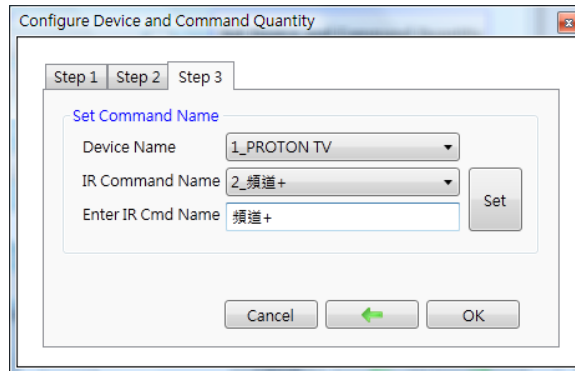 Configure Device and Command Quantity
Step 1 Step 2 Step 3
Set Command Name
Device Name 1_PROTON TV
IR Command Name 2_頻道+
Enter IR Cmd Name 頻道+
Set
Cancel OK